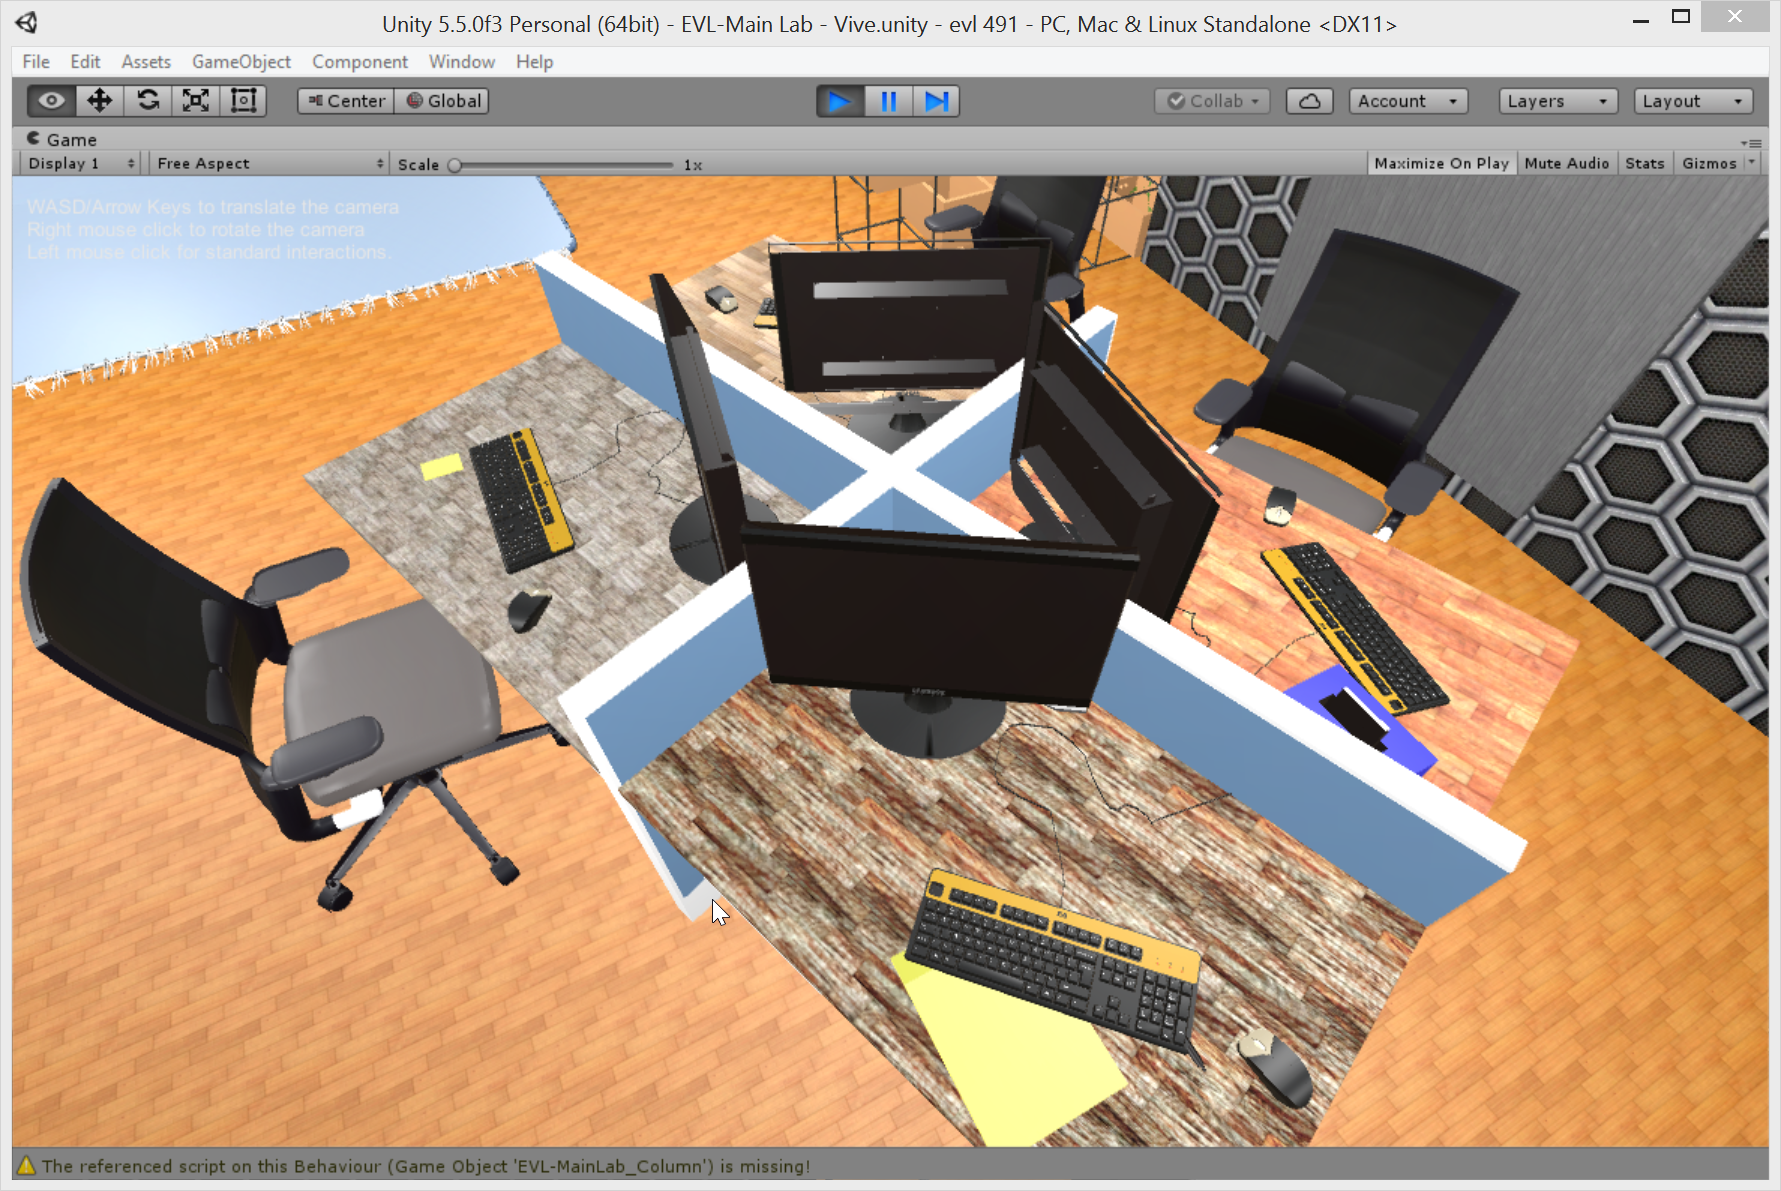 Unity 5.5.0f3 Personal (64bit) - EVL-Main Lab - Vive.unity - evl 491 - PC, Mac & Linux Standalone <DX11>
File Edit Assets GameObject Component Window Help
Center Global Collab Account Layers Layout
Game
Display 1 Free Aspect Scale 1x Maximize On Play Mute Audio Stats Gizmos
WASD/Arrow Keys to translate the camera
Right mouse click to rotate the camera
Left mouse click for standard interactions.
The referenced script on this Behaviour (Game Object 'EVL-MainLab_Column') is missing!